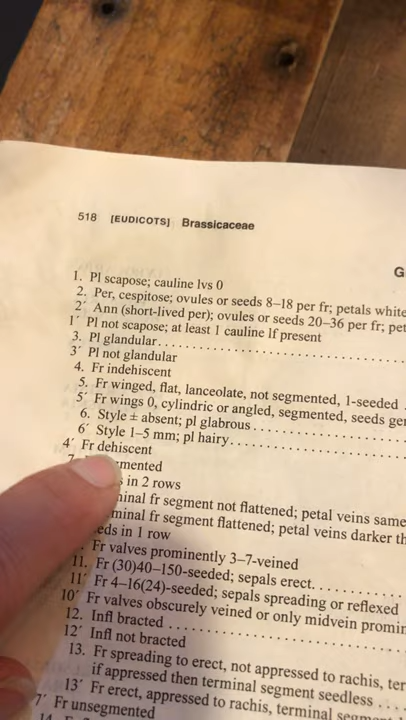 518 [EUDICOTS] Brassicaceae
G
1. Pl scapose; cauline lvs 0
2. Per, cespitose; ovules or seeds 8–18 per fr; petals white
2′ Ann (short-lived per); ovules or seeds 20–36 per fr; pet
1′ Pl not scapose; at least 1 cauline lf present
3. Pl glandular
3′ Pl not glandular
4. Fr indehiscent
5. Fr winged, flat, lanceolate, not segmented, 1-seeded
5′ Fr wings 0, cylindric or angled, segmented, seeds ge
6. Style ± absent; pl glabrous
6′ Style 1–5 mm; pl hairy
4′ Fr dehiscent
7. mented
in 2 rows
minal fr segment not flattened; petal veins same
minal fr segment flattened; petal veins darker th
eds in 1 row
Fr valves prominently 3–7-veined
11. Fr (30)40–150-seeded; sepals erect
11′ Fr 4–16(24)-seeded; sepals spreading or reflexed
10′ Fr valves obscurely veined or only midvein promin
12. Infl bracted
12′ Infl not bracted
13. Fr spreading to erect, not appressed to rachis, ter
if appressed then terminal segment seedless
13′ Fr erect, appressed to rachis, terminal segment
7′ Fr unsegmented
14.